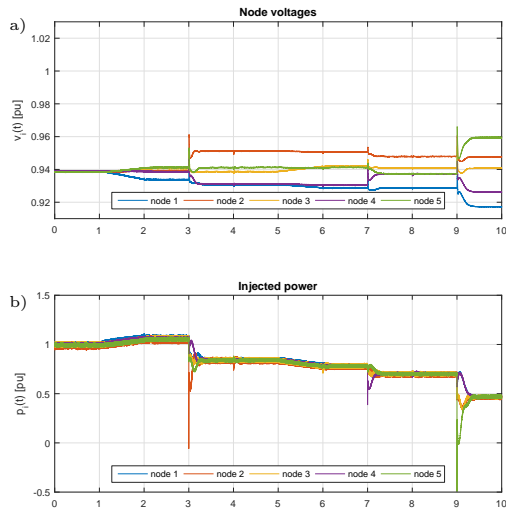 a)
Node voltages
v_i(t) [pu]
1.02
1
0.98
0.96
0.94
0.92
node 1 node 2 node 3 node 4 node 5
0 1 2 3 4 5 6 7 8 9 10
b)
Injected power
p_i(t) [pu]
1.5
1
0.5
0
-0.5
node 1 node 2 node 3 node 4 node 5
0 1 2 3 4 5 6 7 8 9 10